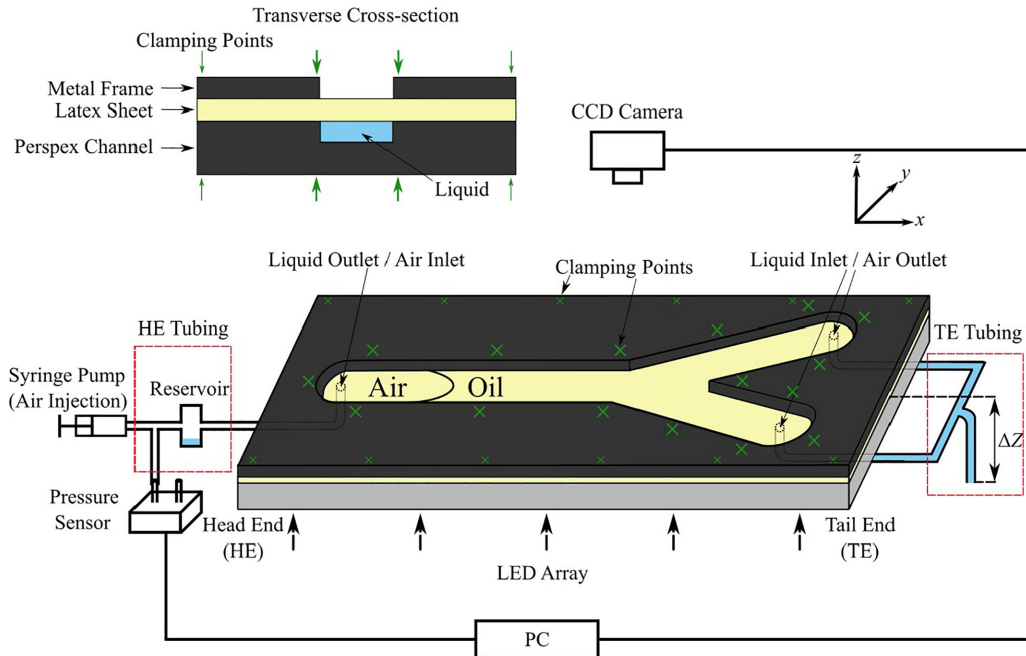 Transverse Cross-section
Clamping Points
Metal Frame
Latex Sheet
Perspex Channel
Liquid
CCD Camera
z
y
x
Liquid Outlet / Air Inlet
Clamping Points
Liquid Inlet / Air Outlet
HE Tubing
TE Tubing
Syringe Pump
(Air Injection)
Reservoir
Air
Oil
ΔZ
Pressure
Sensor
Head End
(HE)
Tail End
(TE)
LED Array
PC